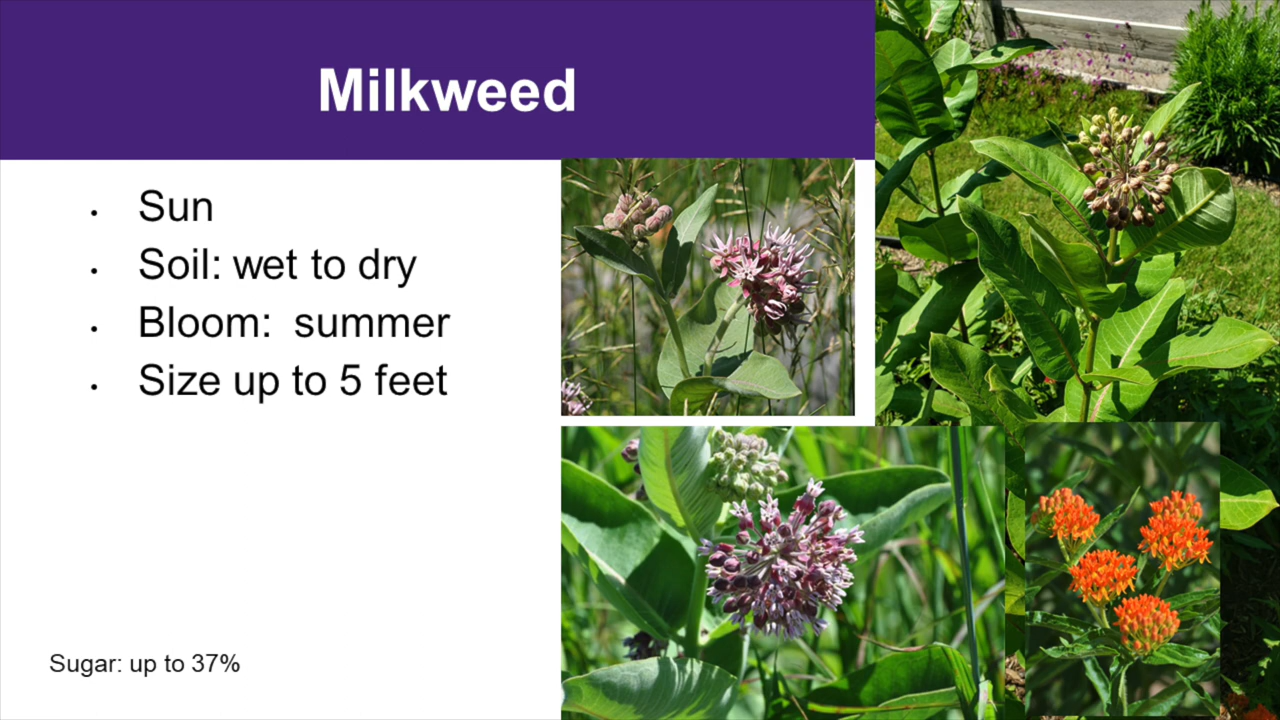 Milkweed
• Sun
• Soil: wet to dry
• Bloom:  summer
• Size up to 5 feet
Sugar: up to 37%